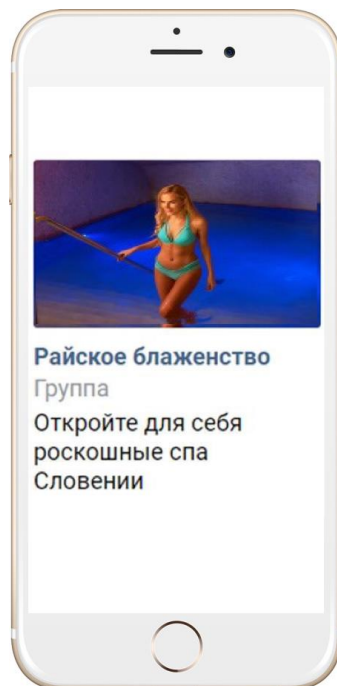 Райское блаженство
Группа
Откройте для себя
роскошные спа
Словении